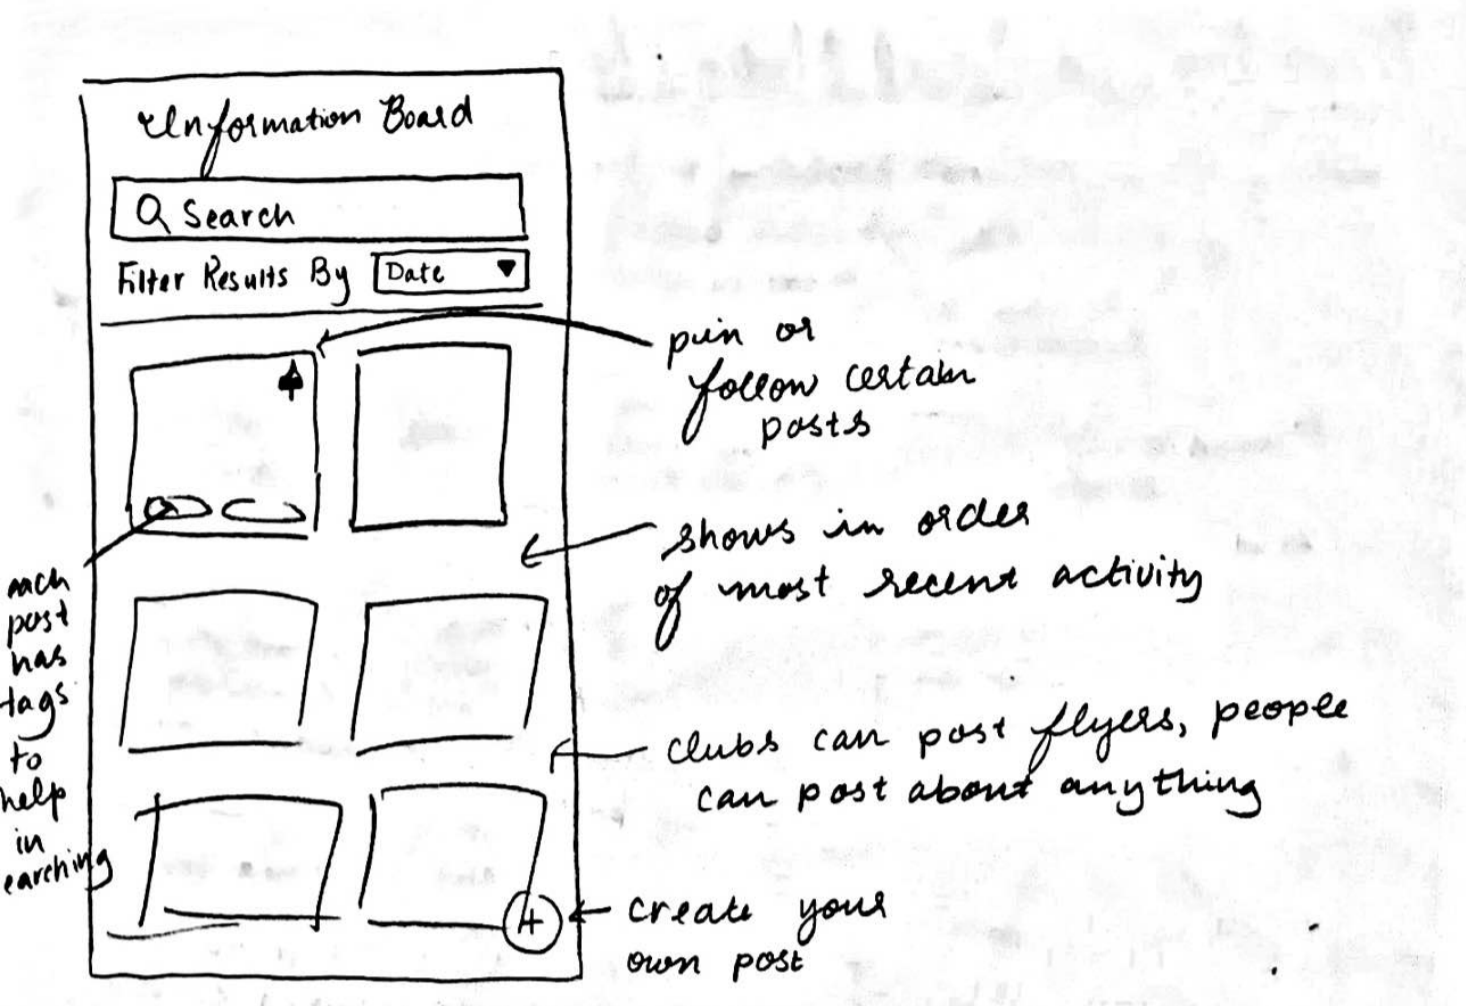 Information Board
Search
Filter Results By Date
pin or
follow certain
posts
shows in order
of most recent activity
each
post
has
tags
to
help
in
earching
clubs can post flyers, people
can post about anything
+
create your
own post